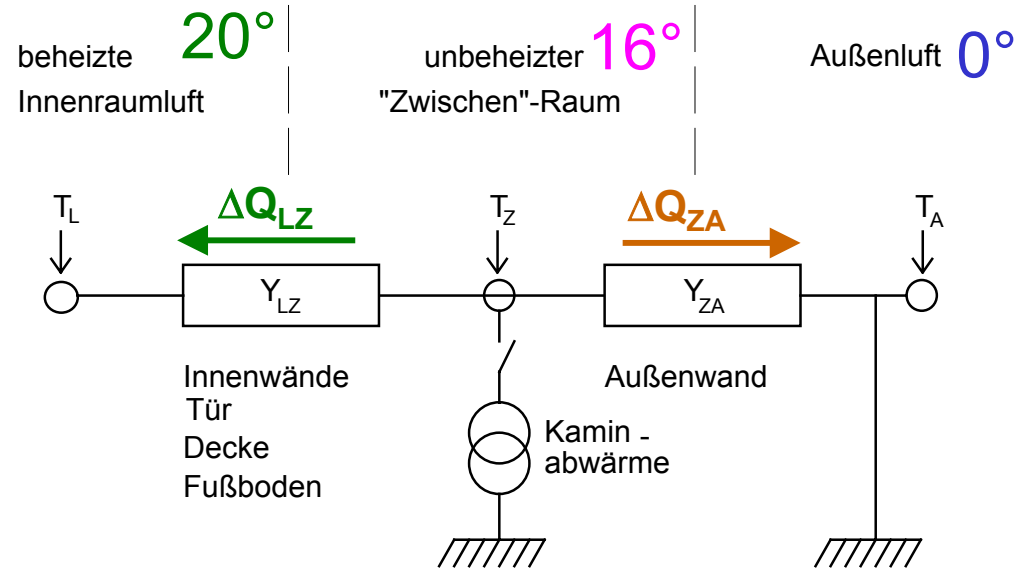 beheizte 20°
Innenraumluft
unbeheizter 16°
"Zwischen"-Raum
Außenluft 0°
T_L
ΔQ_LZ
T_Z
ΔQ_ZA
T_A
Y_LZ
Y_ZA
Innenwände
Tür
Decke
Fußboden
Außenwand
Kamin -
abwärme